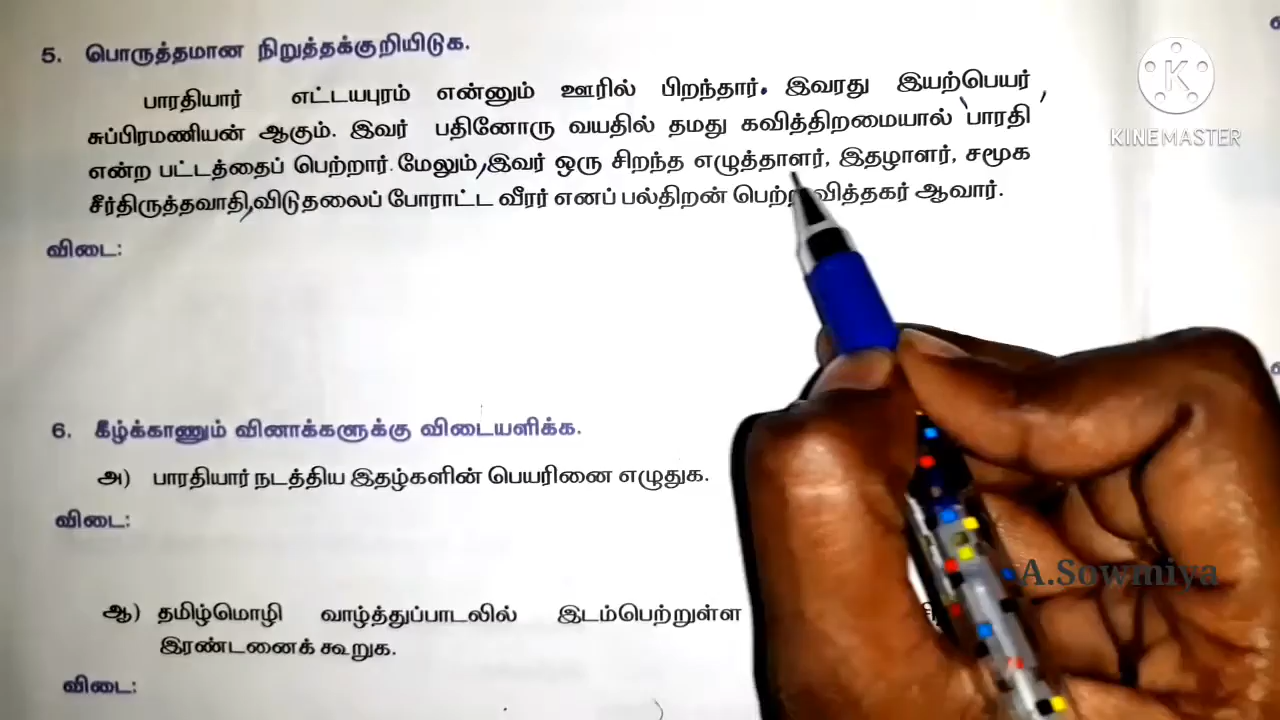 5. பொருத்தமான நிறுத்தக்குறியிடுக.
பாரதியார் எட்டயபுரம் என்னும் ஊரில் பிறந்தார். இவரது இயற்பெயர் ,
சுப்பிரமணியன் ஆகும். இவர் பதினோரு வயதில் தமது கவித்திறமையால் 'பாரதி
என்ற பட்டத்தைப் பெற்றார். மேலும், இவர் ஒரு சிறந்த எழுத்தாளர், இதழாளர், சமூக
சீர்திருத்தவாதி, விடுதலைப் போராட்ட வீரர் எனப் பல்திறன் பெற்ற வித்தகர் ஆவார்.
விடை:
6. கீழ்க்காணும் வினாக்களுக்கு விடையளிக்க.
அ) பாரதியார் நடத்திய இதழ்களின் பெயரினை எழுதுக.
விடை:
ஆ) தமிழ்மொழி வாழ்த்துப்பாடலில் இடம்பெற்றுள்ள
இரண்டனைக் கூறுக.
விடை:
KINEMASTER
A.Sowmiya